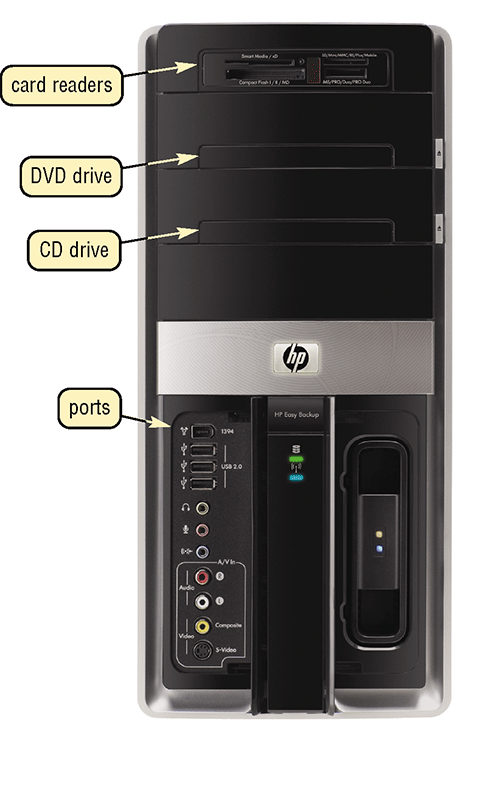 card readers
Smart Media / xD
SD/Mini/MMC/RS/Plus/Mobile
Compact Flash I / II / MD
MS/PRO/Duo/PRO Duo
DVD drive
CD drive
hp
ports
HP Easy Backup
1394
USB 2.0
A/V In
Audio
R
L
Video
Composite
S-Video